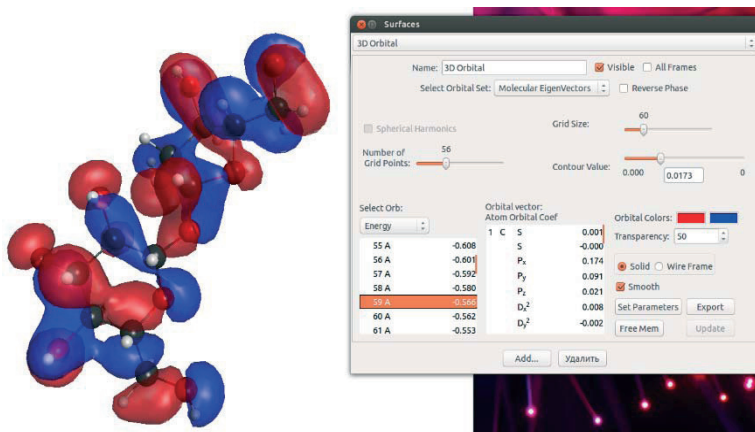 Surfaces
3D Orbital
Name: 3D Orbital Visible All Frames
Select Orbital Set: Molecular EigenVectors Reverse Phase
Spherical Harmonics
Grid Size: 60
Number of Grid Points: 56
Contour Value: 0.000 0.0173 0
Select Orb:
Energy
55 A -0.608
56 A -0.601
57 A -0.592
58 A -0.580
59 A -0.566
60 A -0.562
61 A -0.553
Orbital vector:
Atom Orbital Coef
1 C S 0.001
S -0.000
Px 0.174
Py 0.091
Pz 0.021
Dx² 0.008
Dy² -0.002
Orbital Colors:
Transparency: 50
Solid Wire Frame
Smooth
Set Parameters Export
Free Mem Update
Add... Удалить